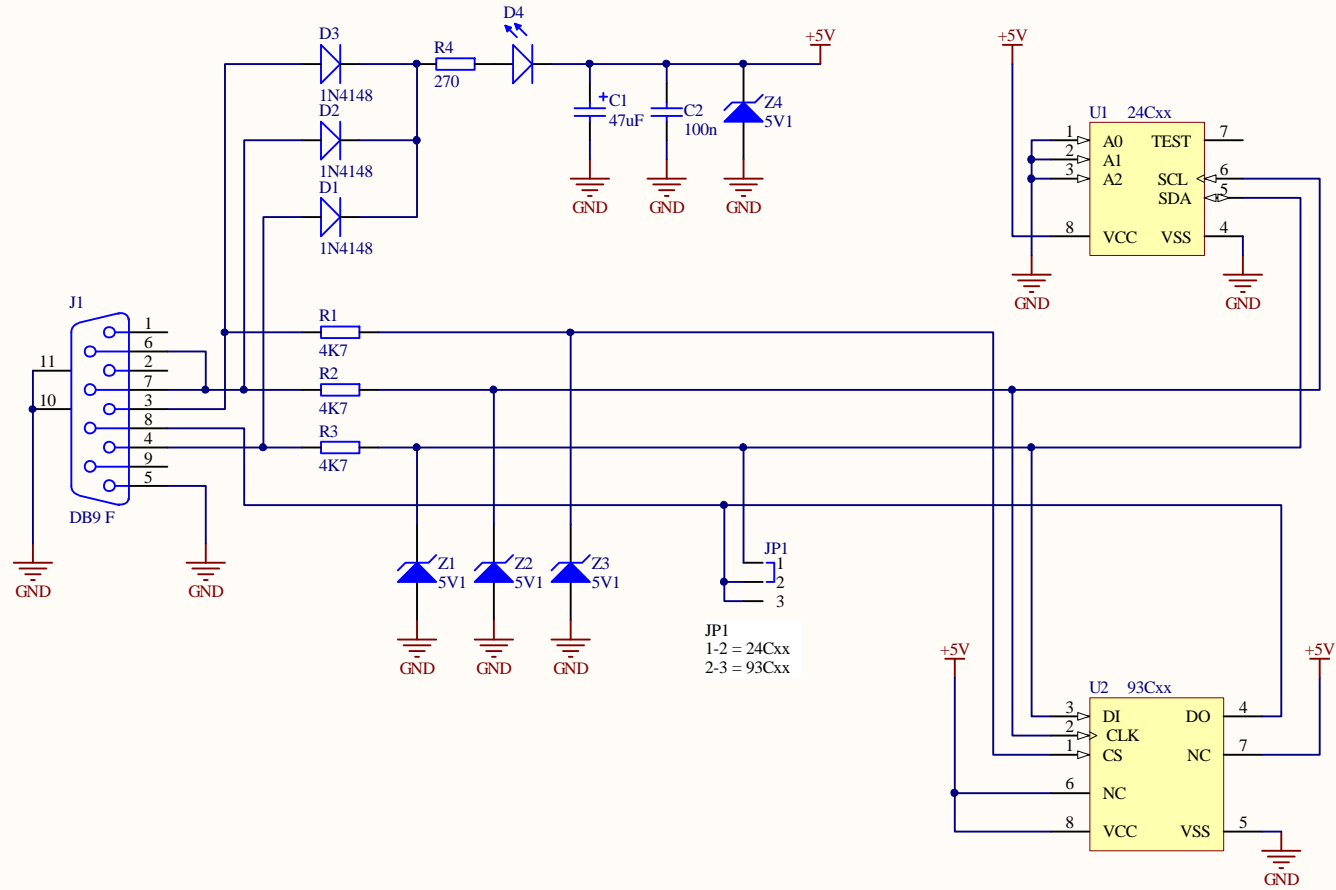 D3
1N4148
D2
1N4148
D1
1N4148
R4
270
D4
+5V
+
C1
47uF
C2
100n
Z4
5V1
GND
GND
GND
+5V
U1 24Cxx
1 A0 TEST 7
2 A1
3 A2 SCL 6
SDA 5
8 VCC VSS 4
GND
GND
J1
1
6
11
2
7
10
3
8
4
9
5
DB9 F
GND
GND
R1
4K7
R2
4K7
R3
4K7
Z1
5V1
Z2
5V1
Z3
5V1
GND
GND
GND
JP1
1
2
3
JP1
1-2 = 24Cxx
2-3 = 93Cxx
+5V
+5V
U2 93Cxx
3 DI DO 4
2 CLK
1 CS NC 7
6 NC
8 VCC VSS 5
GND